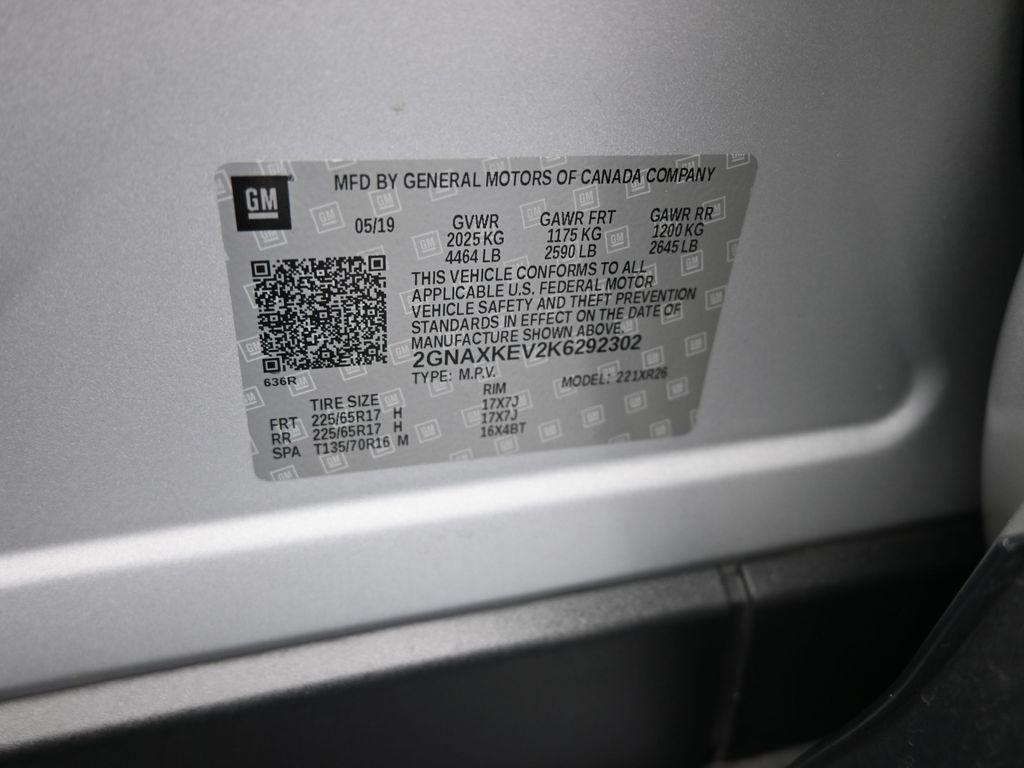 GM
MFD BY GENERAL MOTORS OF CANADA COMPANY
05/19
GVWR GAWR FRT GAWR RR
2025 KG 1175 KG 1200 KG
4464 LB 2590 LB 2645 LB
THIS VEHICLE CONFORMS TO ALL
APPLICABLE U.S. FEDERAL MOTOR
VEHICLE SAFETY AND THEFT PREVENTION
STANDARDS IN EFFECT ON THE DATE OF
MANUFACTURE SHOWN ABOVE.
2GNAXKEV2K6292302
TYPE: M.P.V. MODEL: 221XR26
636R
TIRE SIZE RIM
FRT 225/65R17 H 17X7J
RR 225/65R17 H 17X7J
SPA T135/70R16 M 16X4BT